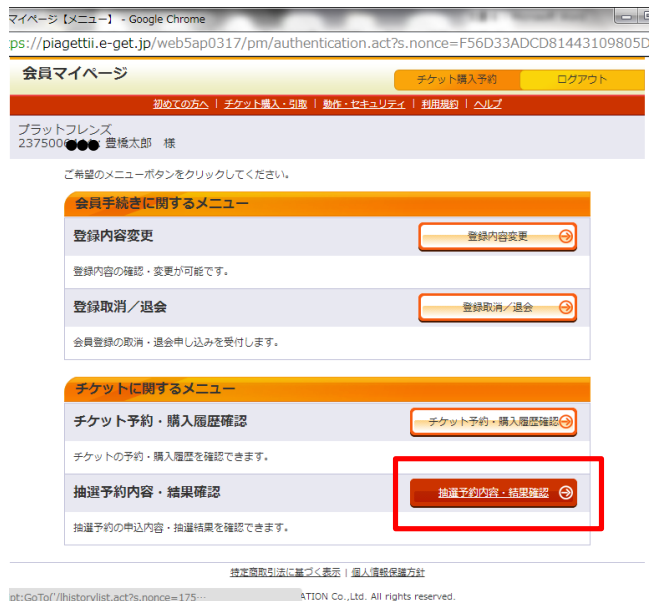 マイページ【メニュー】 - Google Chrome
ps://piagettii.e-get.jp/web5ap0317/pm/authentication.act?s.nonce=F56D33ADCD81443109805D
会員マイページ
チケット購入予約 ログアウト
初めての方へ | チケット購入・引取 | 動作・セキュリティ | 利用規約 | ヘルプ
プラットフレンズ
2375006 豊橋太郎 様
ご希望のメニューボタンをクリックしてください。
会員手続きに関するメニュー
登録内容変更 登録内容変更
登録内容の確認・変更が可能です。
登録取消／退会 登録取消／退会
会員登録の取消・退会申し込みを受付します。
チケットに関するメニュー
チケット予約・購入履歴確認 チケット予約・購入履歴確認
チケットの予約・購入履歴を確認できます。
抽選予約内容・結果確認 抽選予約内容・結果確認
抽選予約の申込内容・抽選結果を確認できます。
特定商取引法に基づく表示 | 個人情報保護方針
pt:GoTo('/lhistorylist.act?s.nonce=175… ATION Co.,Ltd. All rights reserved.